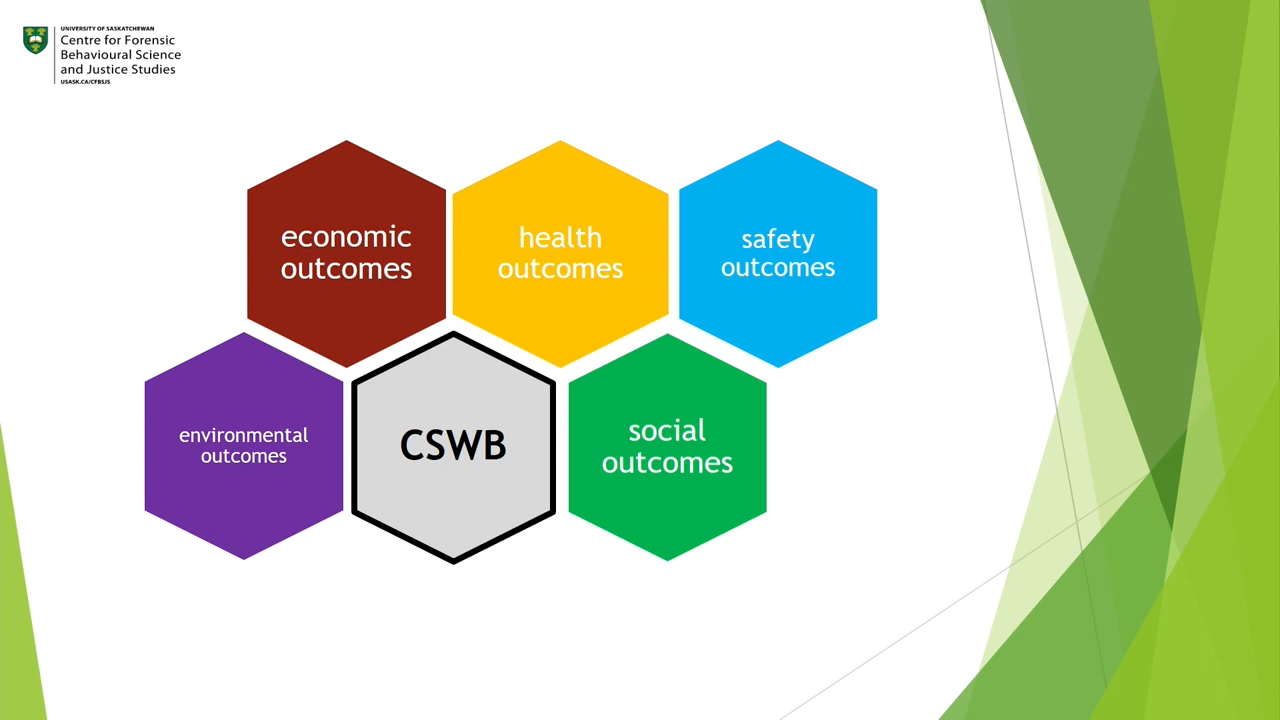 UNIVERSITY OF SASKATCHEWAN
Centre for Forensic
Behavioural Science
and Justice Studies
USASK.CA/CFBSJS
economic
outcomes
health
outcomes
safety
outcomes
environmental
outcomes
CSWB
social
outcomes